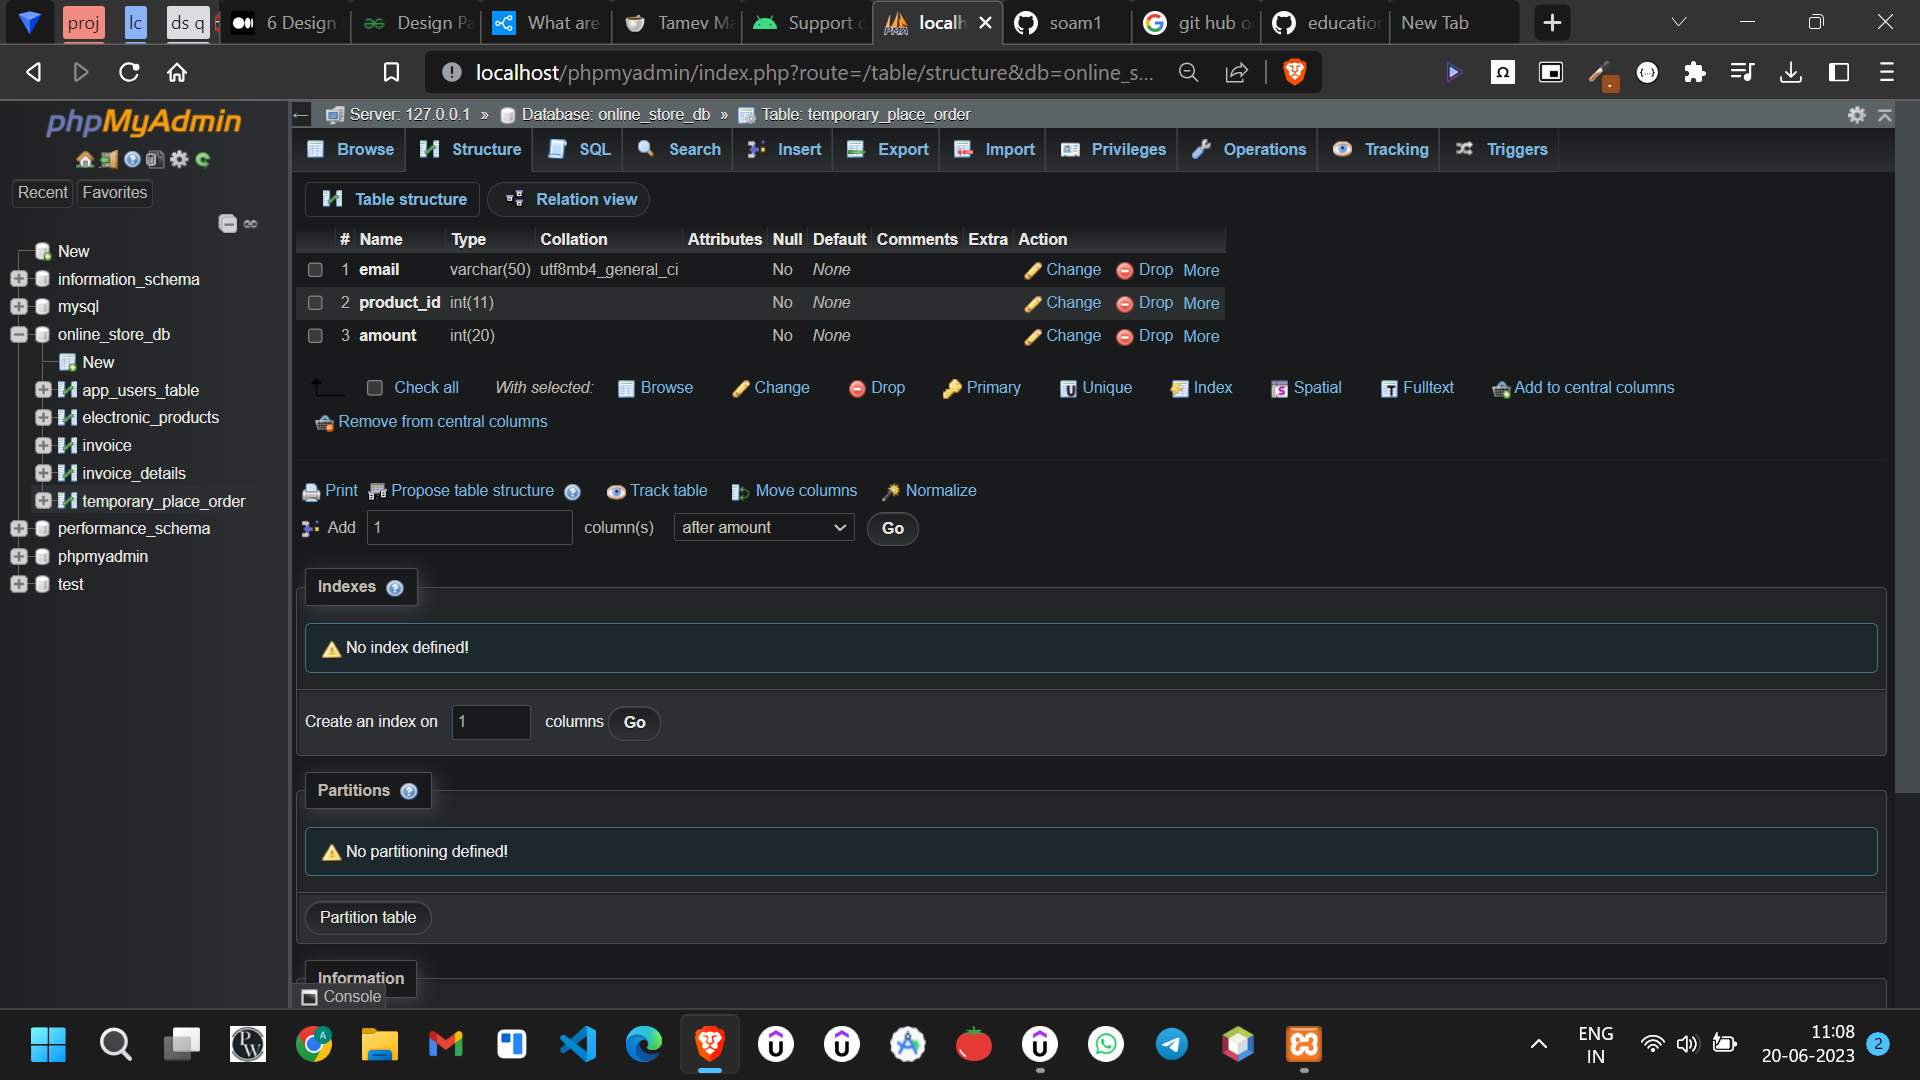 proj
lc
ds q
6 Design
Design Pa
What are
Tamev Ma
Support d
localh
soam1
git hub o
education
New Tab
localhost/phpmyadmin/index.php?route=/table/structure&db=online_s...
phpMyAdmin
Recent Favorites
New
information_schema
mysql
online_store_db
New
app_users_table
electronic_products
invoice
invoice_details
temporary_place_order
performance_schema
phpmyadmin
test
Server: 127.0.0.1 » Database: online_store_db » Table: temporary_place_order
Browse Structure SQL Search Insert Export Import Privileges Operations Tracking Triggers
Table structure Relation view
# Name Type Collation Attributes Null Default Comments Extra Action
1 email varchar(50) utf8mb4_general_ci No None Change Drop More
2 product_id int(11) No None Change Drop More
3 amount int(20) No None Change Drop More
Check all With selected: Browse Change Drop Primary Unique Index Spatial Fulltext Add to central columns
Remove from central columns
Print Propose table structure Track table Move columns Normalize
Add 1 column(s) after amount Go
Indexes
No index defined!
Create an index on 1 columns Go
Partitions
No partitioning defined!
Partition table
Information
Console
ENG
IN
11:08
20-06-2023
2